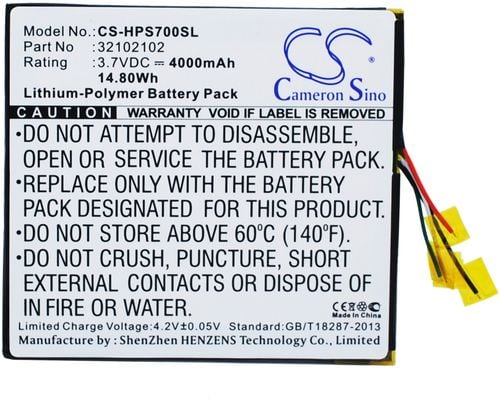 Model No : CS-HPS700SL
Part No : 32102102
Rating : 3.7VDC ⎓ 4000mAh
14.80Wh
Lithium-Polymer Battery Pack
Cameron Sino
CAUTION WARRANTY VOID IF LABEL IS REMOVED
•DO NOT ATTEMPT TO DISASSEMBLE, OPEN OR SERVICE THE BATTERY PACK
•REPLACE ONLY WITH THE BATTERY PACK DESIGNATED FOR THIS PRODUCT
•DO NOT STORE ABOVE 60℃ (140℉)
•DO NOT CRUSH, PUNCTURE, SHORT EXTERNAL CONTACTS OR DISPOSE OF IN FIRE OR WATER
Limited Charge Voltage:4.2V±0.05V Standard:GB/T18287-2013
Manufacture by : ShenZhen HENZENS Electronic Limited.